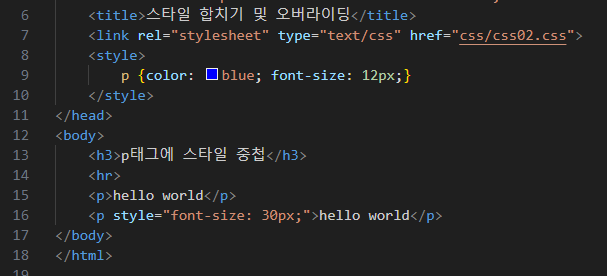 6 <title>스타일 합치기 및 오버라이딩</title>
7 <link rel="stylesheet" type="text/css" href="css/css02.css">
8 <style>
9 p {color: blue; font-size: 12px;}
10 </style>
11 </head>
12 <body>
13 <h3>p태그에 스타일 중첩</h3>
14 <hr>
15 <p>hello world</p>
16 <p style="font-size: 30px;">hello world</p>
17 </body>
18 </html>
19